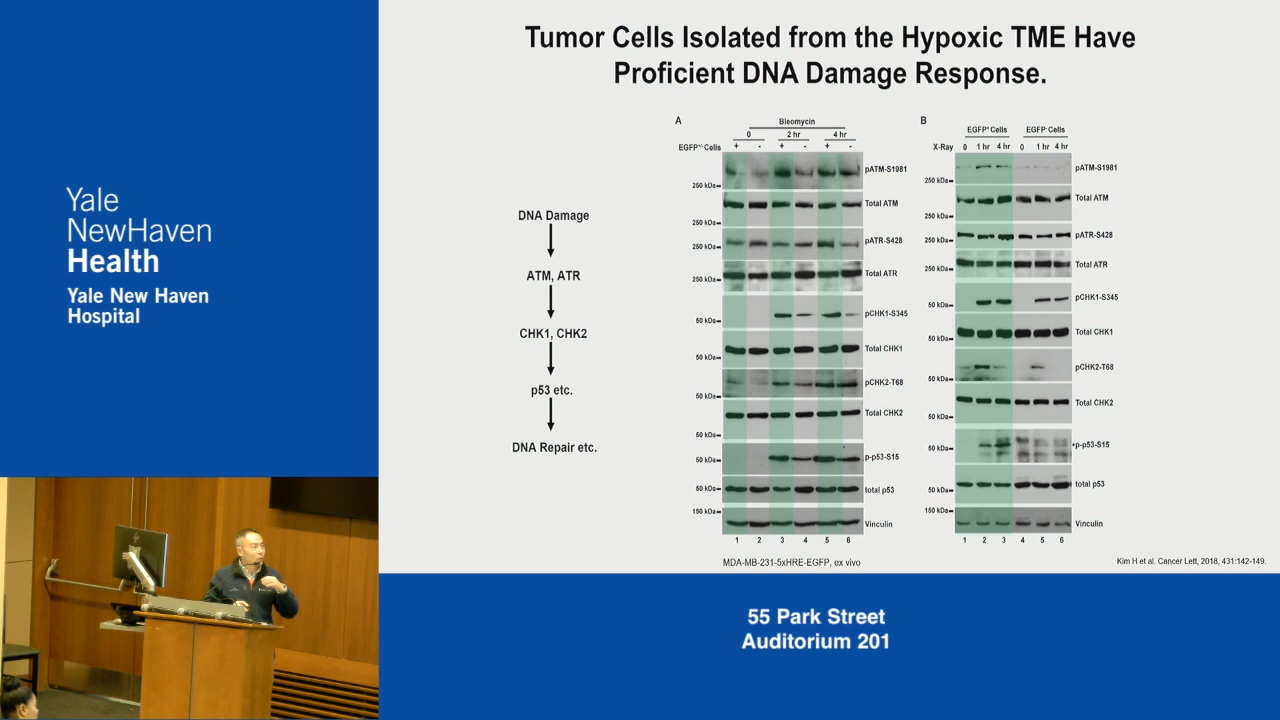 Yale
NewHaven
Health
Yale New Haven
Hospital
Tumor Cells Isolated from the Hypoxic TME Have
Proficient DNA Damage Response.
DNA Damage
ATM, ATR
CHK1, CHK2
p53 etc.
DNA Repair etc.
A
Bleomycin
0 2 hr 4 hr
EGFP+/- Cells + - + - + -
pATM-S1981
250 kDa
Total ATM
250 kDa
pATR-S428
250 kDa
Total ATR
250 kDa
pCHK1-S345
50 kDa
Total CHK1
50 kDa
pCHK2-T68
50 kDa
Total CHK2
50 kDa
p-p53-S15
50 kDa
total p53
50 kDa
150 kDa
Vinculin
1 2 3 4 5 6
MDA-MB-231-5xHRE-EGFP, ex vivo
B
EGFP+ Cells EGFP- Cells
X-Ray 0 1 hr 4 hr 0 1 hr 4 hr
pATM-S1981
250 kDa
Total ATM
250 kDa
pATR-S428
250 kDa
Total ATR
250 kDa
pCHK1-S345
50 kDa
Total CHK1
50 kDa
pCHK2-T68
50 kDa
Total CHK2
50 kDa
*p-p53-S15
50 kDa
total p53
50 kDa
150 kDa
Vinculin
1 2 3 4 5 6
Kim H et al. Cancer Lett, 2018, 431:142-149.
55 Park Street
Auditorium 201